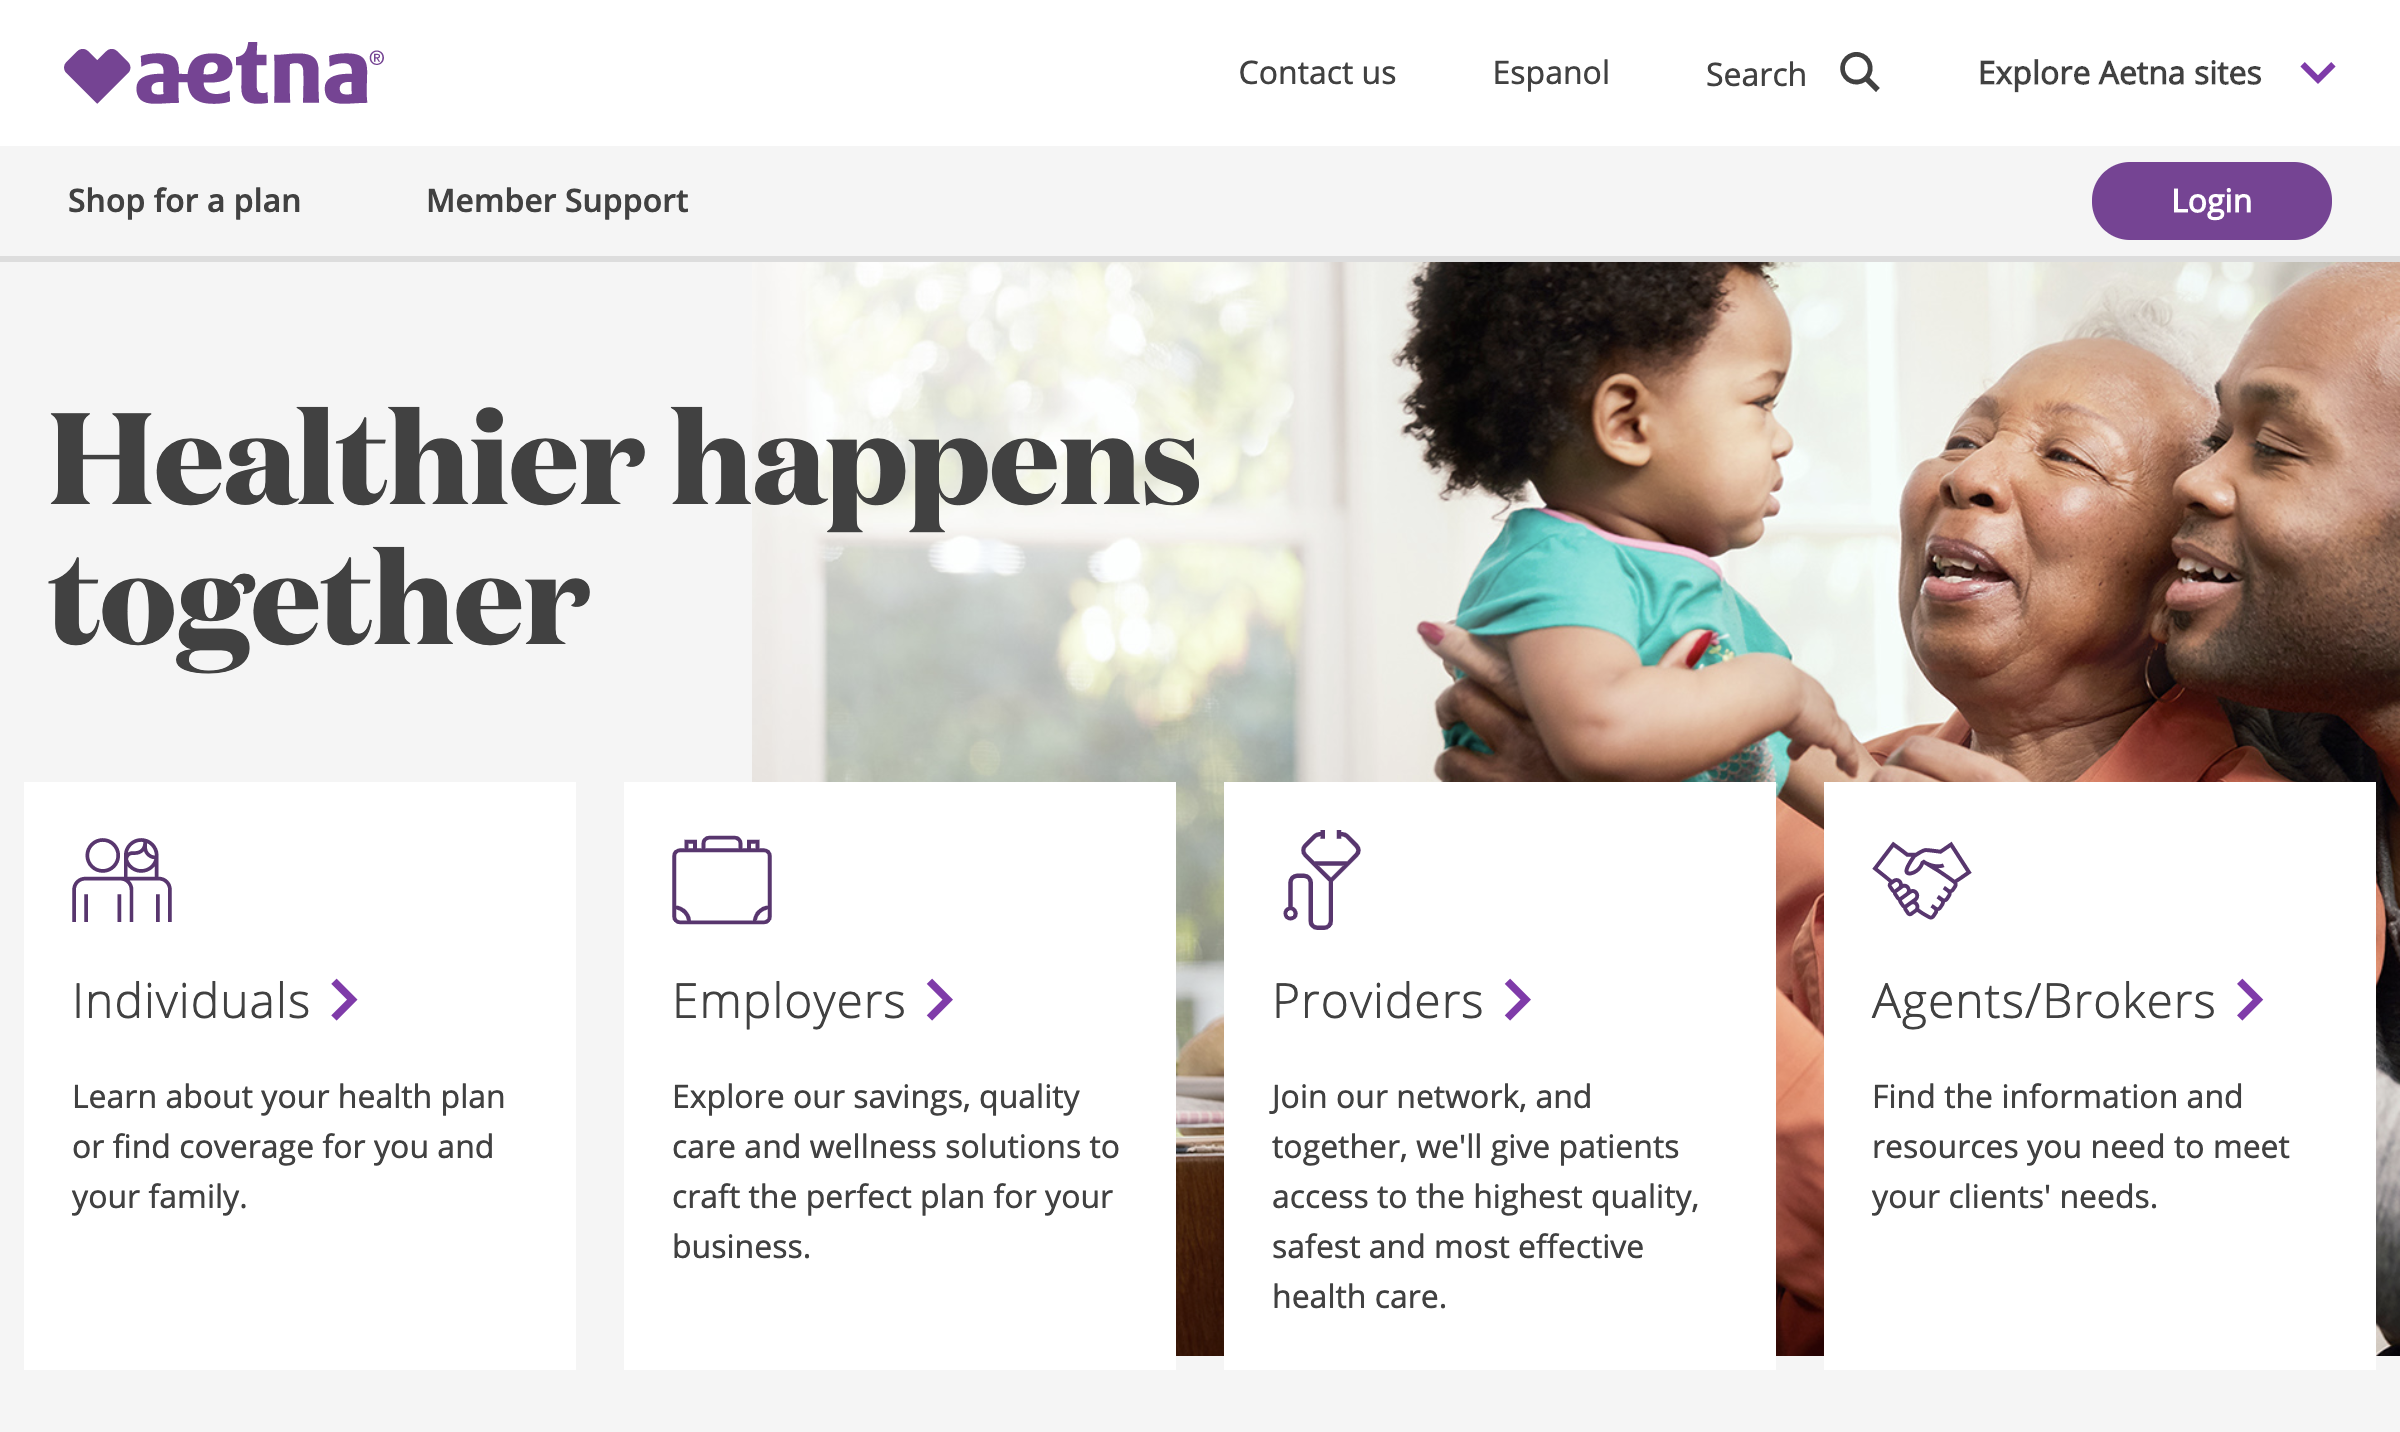 aetna®
Contact us
Espanol
Search
Explore Aetna sites
Shop for a plan
Member Support
Login
Healthier happens
together
Individuals
Learn about your health plan
or find coverage for you and
your family.
Employers
Explore our savings, quality
care and wellness solutions to
craft the perfect plan for your
business.
Providers
Join our network, and
together, we'll give patients
access to the highest quality,
safest and most effective
health care.
Agents/Brokers
Find the information and
resources you need to meet
your clients' needs.